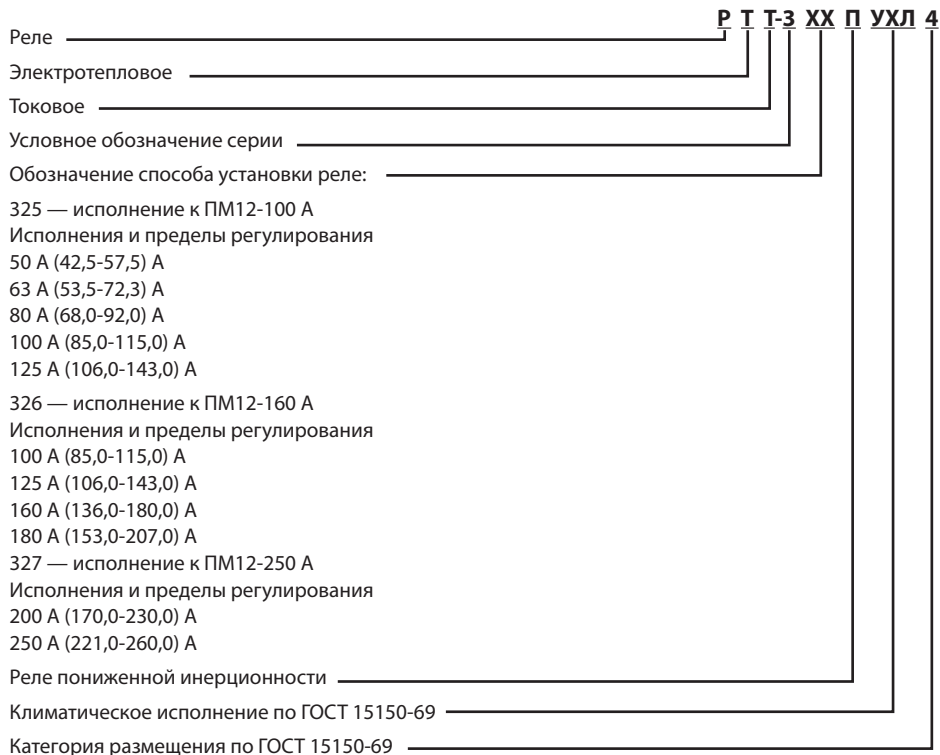 Р Т Т-3 ХХ П УХЛ 4
Реле
Электротепловое
Токовое
Условное обозначение серии
Обозначение способа установки реле:
325 — исполнение к ПМ12-100 А
Исполнения и пределы регулирования
50 А (42,5-57,5) А
63 А (53,5-72,3) А
80 А (68,0-92,0) А
100 А (85,0-115,0) А
125 А (106,0-143,0) А
326 — исполнение к ПМ12-160 А
Исполнения и пределы регулирования
100 А (85,0-115,0) А
125 А (106,0-143,0) А
160 А (136,0-180,0) А
180 А (153,0-207,0) А
327 — исполнение к ПМ12-250 А
Исполнения и пределы регулирования
200 А (170,0-230,0) А
250 А (221,0-260,0) А
Реле пониженной инерционности
Климатическое исполнение по ГОСТ 15150-69
Категория размещения по ГОСТ 15150-69